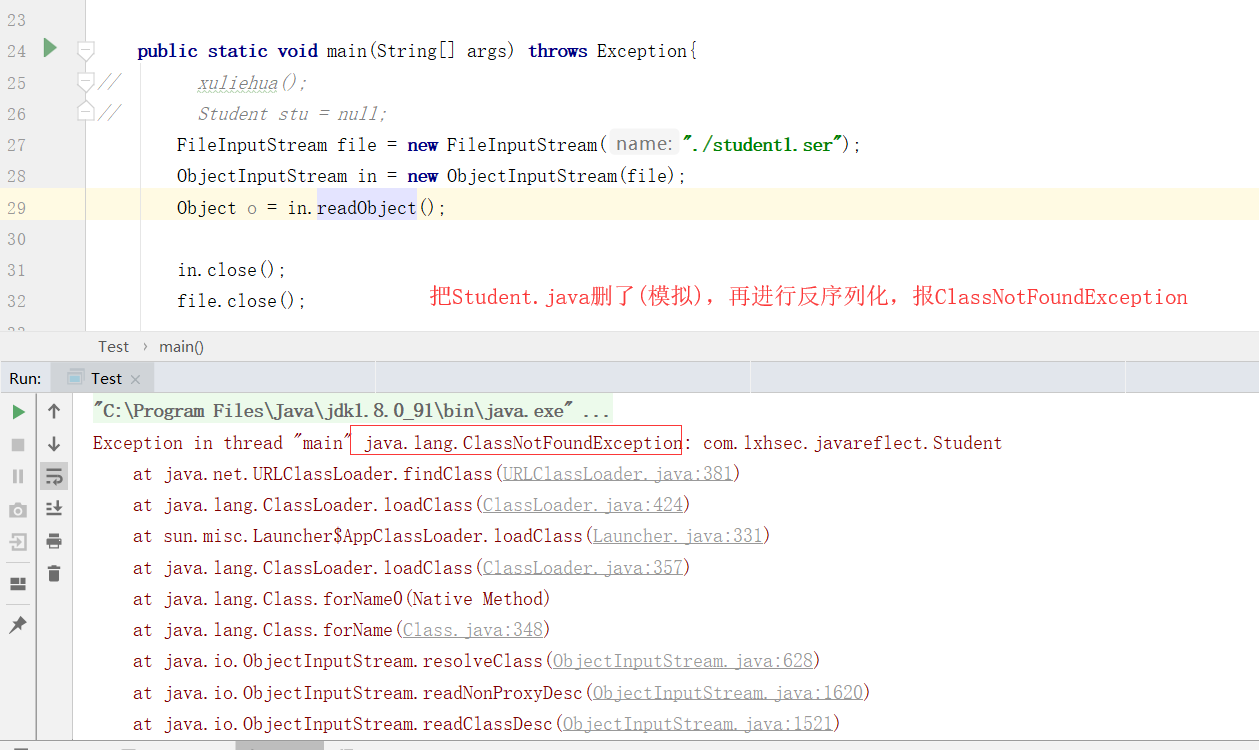 23
24 public static void main(String[] args) throws Exception{
25 // xuliehua();
26 // Student stu = null;
27 FileInputStream file = new FileInputStream( name: "./student1.ser");
28 ObjectInputStream in = new ObjectInputStream(file);
29 Object o = in.readObject();
30
31 in.close();
32 file.close();
把Student.java删了(模拟)，再进行反序列化，报ClassNotFoundException
Test › main()
Run: Test ×
"C:\Program Files\Java\jdk1.8.0_91\bin\java.exe" ...
Exception in thread "main" java.lang.ClassNotFoundException: com.lxhsec.javareflect.Student
at java.net.URLClassLoader.findClass(URLClassLoader.java:381)
at java.lang.ClassLoader.loadClass(ClassLoader.java:424)
at sun.misc.Launcher$AppClassLoader.loadClass(Launcher.java:331)
at java.lang.ClassLoader.loadClass(ClassLoader.java:357)
at java.lang.Class.forName0(Native Method)
at java.lang.Class.forName(Class.java:348)
at java.io.ObjectInputStream.resolveClass(ObjectInputStream.java:628)
at java.io.ObjectInputStream.readNonProxyDesc(ObjectInputStream.java:1620)
at java.io.ObjectInputStream.readClassDesc(ObjectInputStream.java:1521)